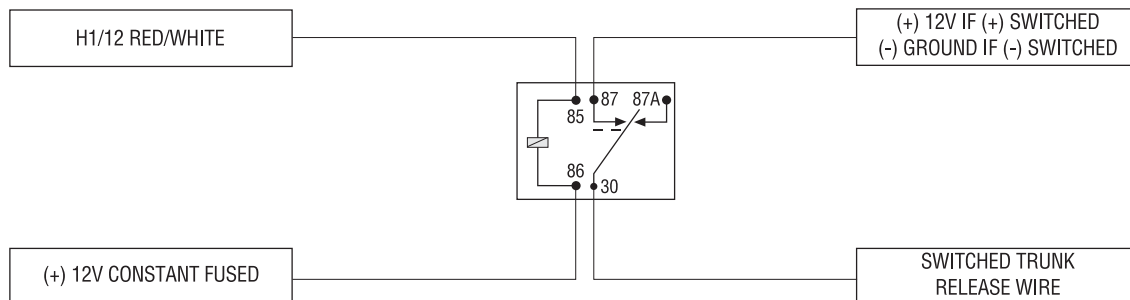 H1/12 RED/WHITE
(+) 12V IF (+) SWITCHED
(-) GROUND IF (-) SWITCHED
87
87A
85
86
30
(+) 12V CONSTANT FUSED
SWITCHED TRUNK
RELEASE WIRE